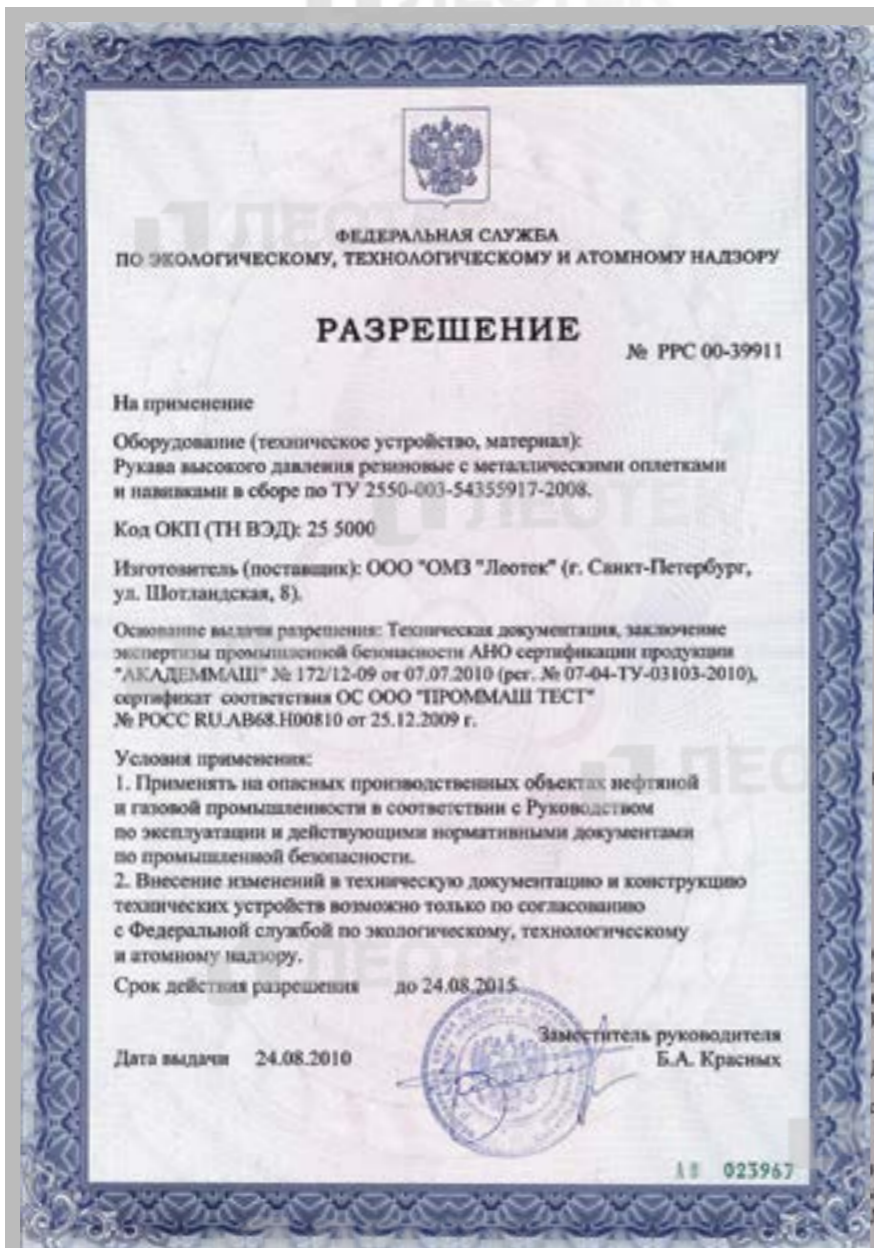 ЛЕОТЕК
ФЕДЕРАЛЬНАЯ СЛУЖБА
ПО ЭКОЛОГИЧЕСКОМУ, ТЕХНОЛОГИЧЕСКОМУ И АТОМНОМУ НАДЗОРУ
РАЗРЕШЕНИЕ
№ РРС 00-39911
На применение
Оборудование (техническое устройство, материал):
Рукава высокого давления резиновые с металлическими оплетками
и навивками в сборе по ТУ 2550-003-54355917-2008.
Код ОКП (ТН ВЭД): 25 5000
Изготовитель (поставщик): ООО "ОМЗ "Леотек" (г. Санкт-Петербург,
ул. Шотландская, 8).
Основание выдачи разрешения: Техническая документация, заключение
экспертизы промышленной безопасности АНО сертификации продукции
"АКАДЕММАШ" № 172/12-09 от 07.07.2010 (рег. № 07-04-ТУ-03103-2010),
сертификат соответствия ОС ООО "ПРОММАШ ТЕСТ"
№ РОСС RU.АВ68.Н00810 от 25.12.2009 г.
Условия применения:
1. Применять на опасных производственных объектах нефтяной
и газовой промышленности в соответствии с Руководством
по эксплуатации и действующими нормативными документами
по промышленной безопасности.
2. Внесение изменений в техническую документацию и конструкцию
технических устройств возможно только по согласованию
с Федеральной службой по экологическому, технологическому
и атомному надзору.
Срок действия разрешения до 24.08.2015
Заместитель руководителя
Дата выдачи 24.08.2010 Б.А. Красных
023967